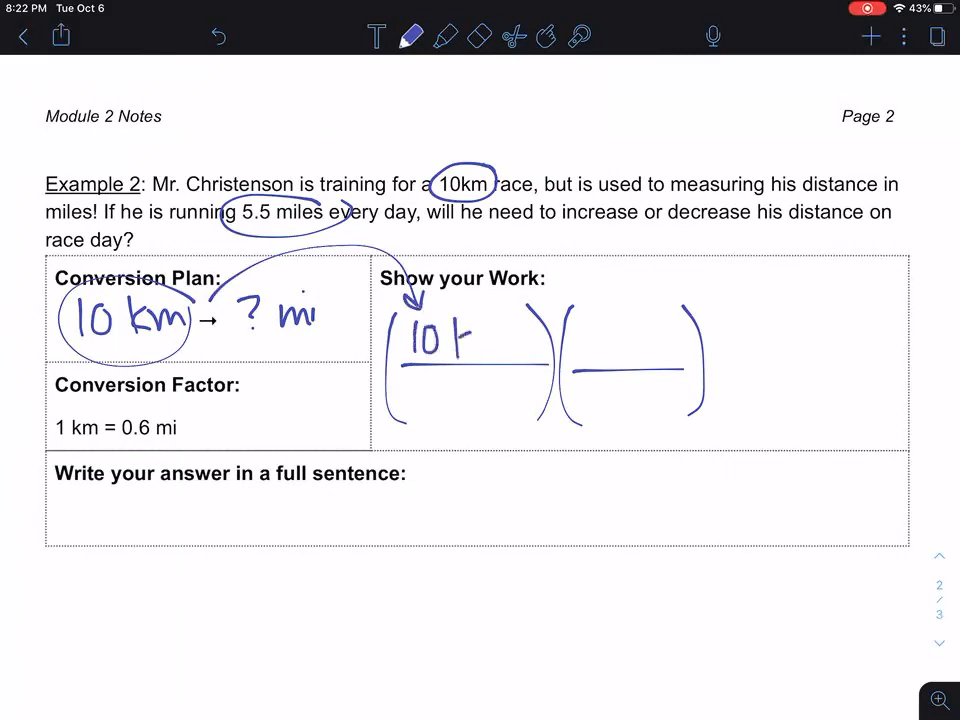 8:22 PM Tue Oct 6
43%
Module 2 Notes
Page 2
Example 2: Mr. Christenson is training for a 10km race, but is used to measuring his distance in
miles! If he is running 5.5 miles every day, will he need to increase or decrease his distance on
race day?
Conversion Plan:
10 km → ? mi
Show your Work:
10 k
Conversion Factor:
1 km = 0.6 mi
Write your answer in a full sentence:
2
/
3